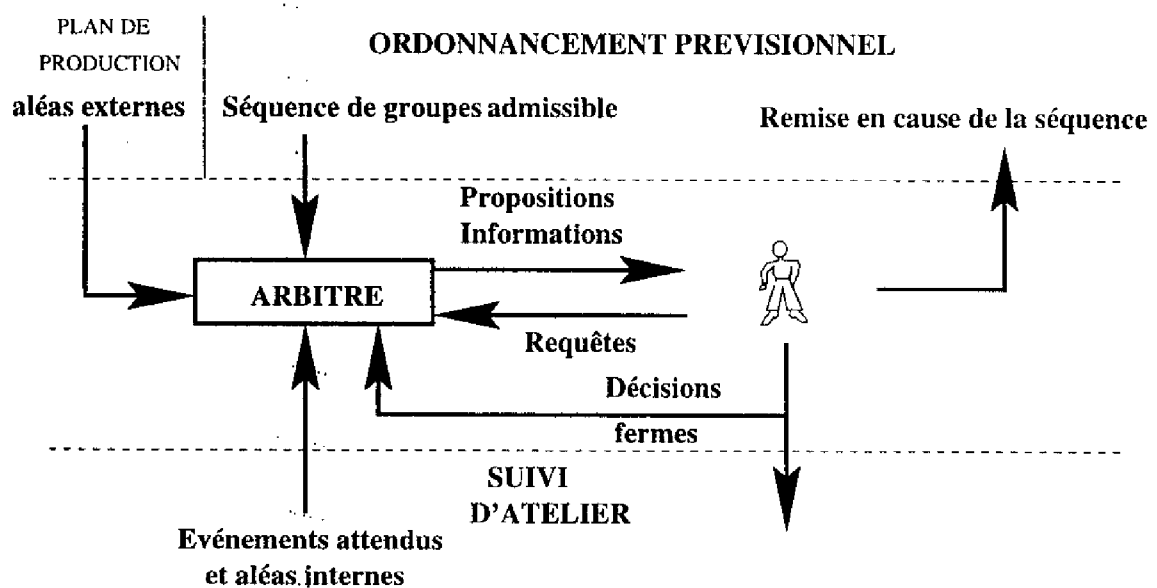 PLAN DE
PRODUCTION
ORDONNANCEMENT PREVISIONNEL
aléas externes
Séquence de groupes admissible
Remise en cause de la séquence
Propositions
Informations
ARBITRE
Requêtes
Décisions
fermes
SUIVI
D'ATELIER
Evénements attendus
et aléas internes